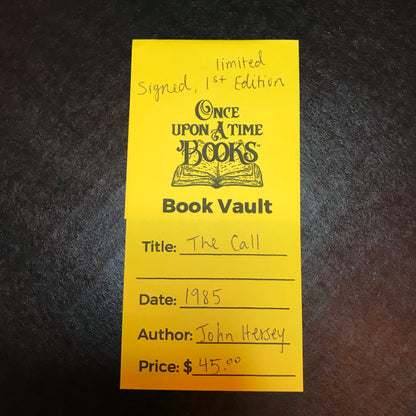 limited
Signed, 1st Edition
ONCE
UPON A TIME
BOOKS™
Book Vault
Title: The Call
Date: 1985
Author: John Hersey
Price: $ 45.00